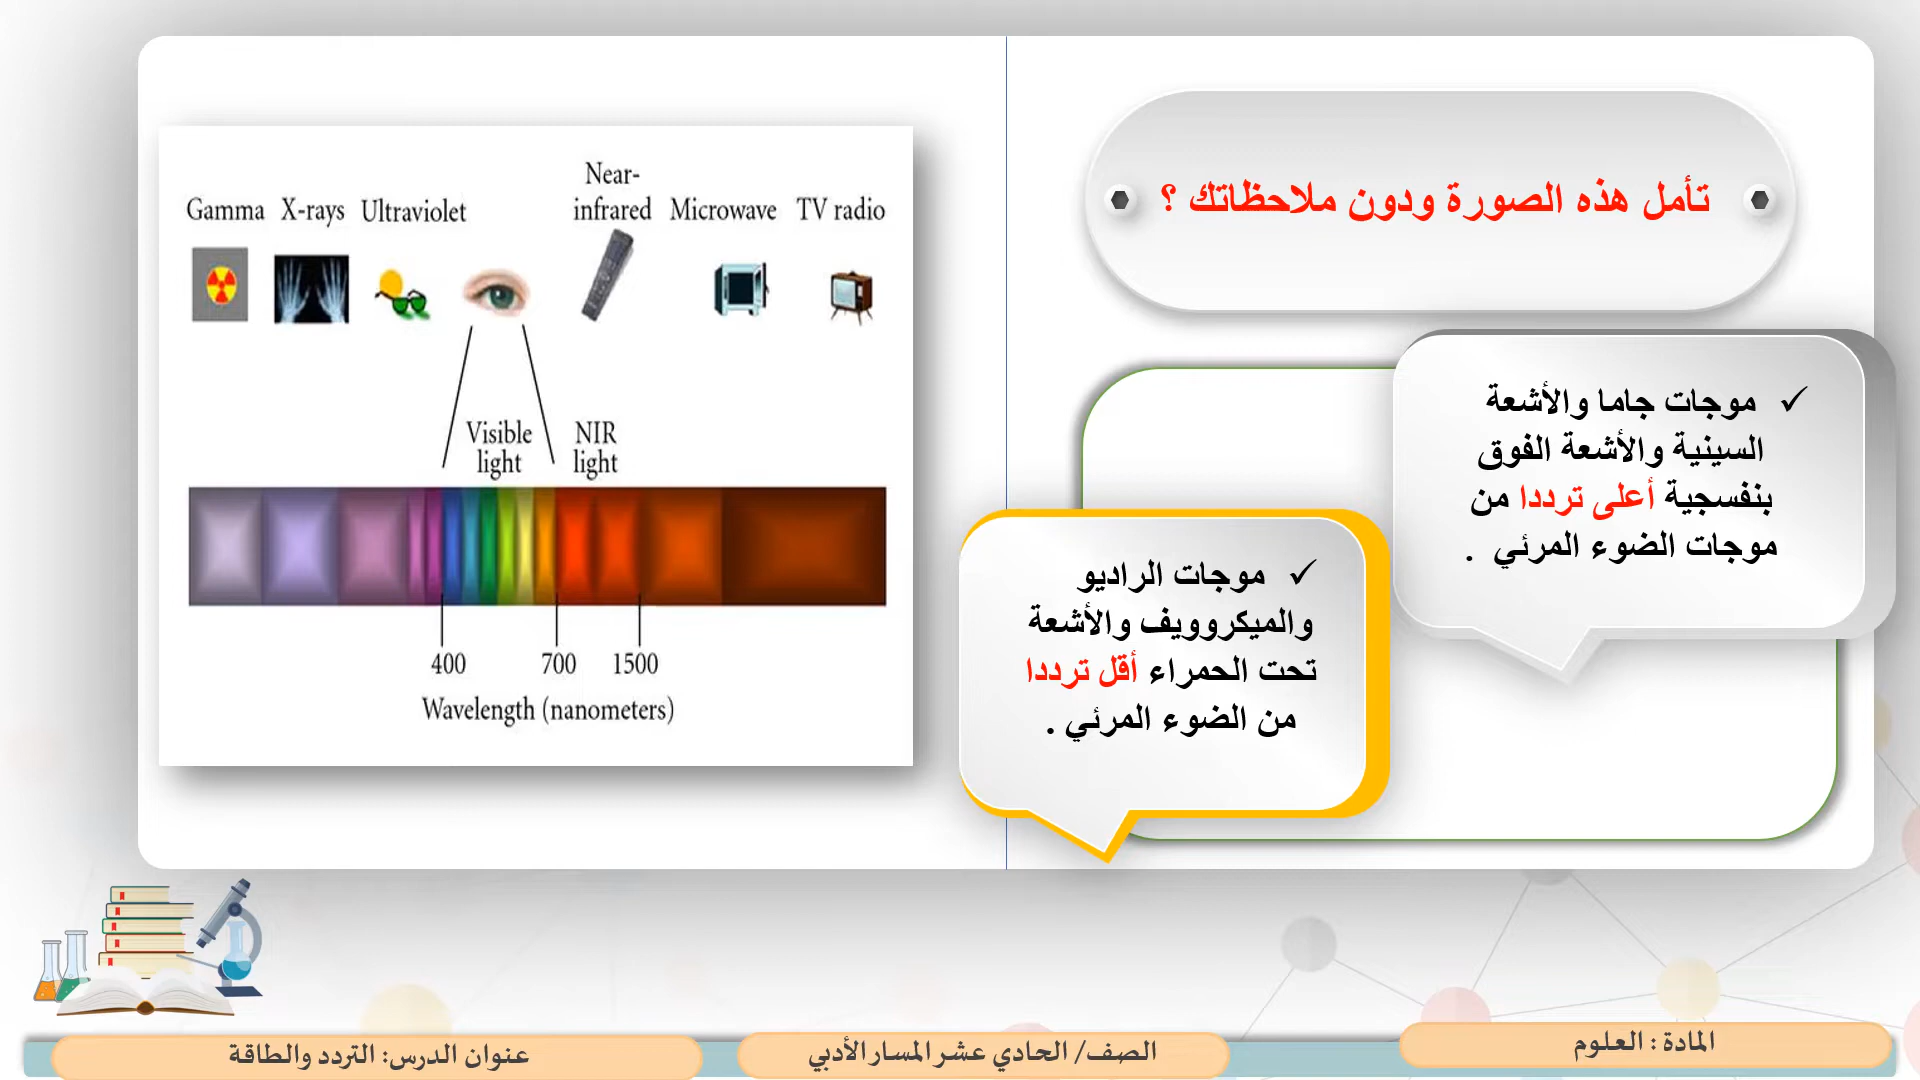 تأمل هذه الصورة ودون ملاحظاتك ؟
✓ موجات جاما والأشعة
السينية والأشعة الفوق
بنفسجية أعلى ترددا من
موجات الضوء المرئي .
✓ موجات الراديو
والميكروويف والأشعة
تحت الحمراء أقل ترددا
من الضوء المرئي .
Near-
Gamma X-rays Ultraviolet infrared Microwave TV radio
Visible
light
NIR
light
400 700 1500
Wavelength (nanometers)
المادة : العلوم
الصف/ الحادي عشر المسار الأدبي
عنوان الدرس: التردد والطاقة